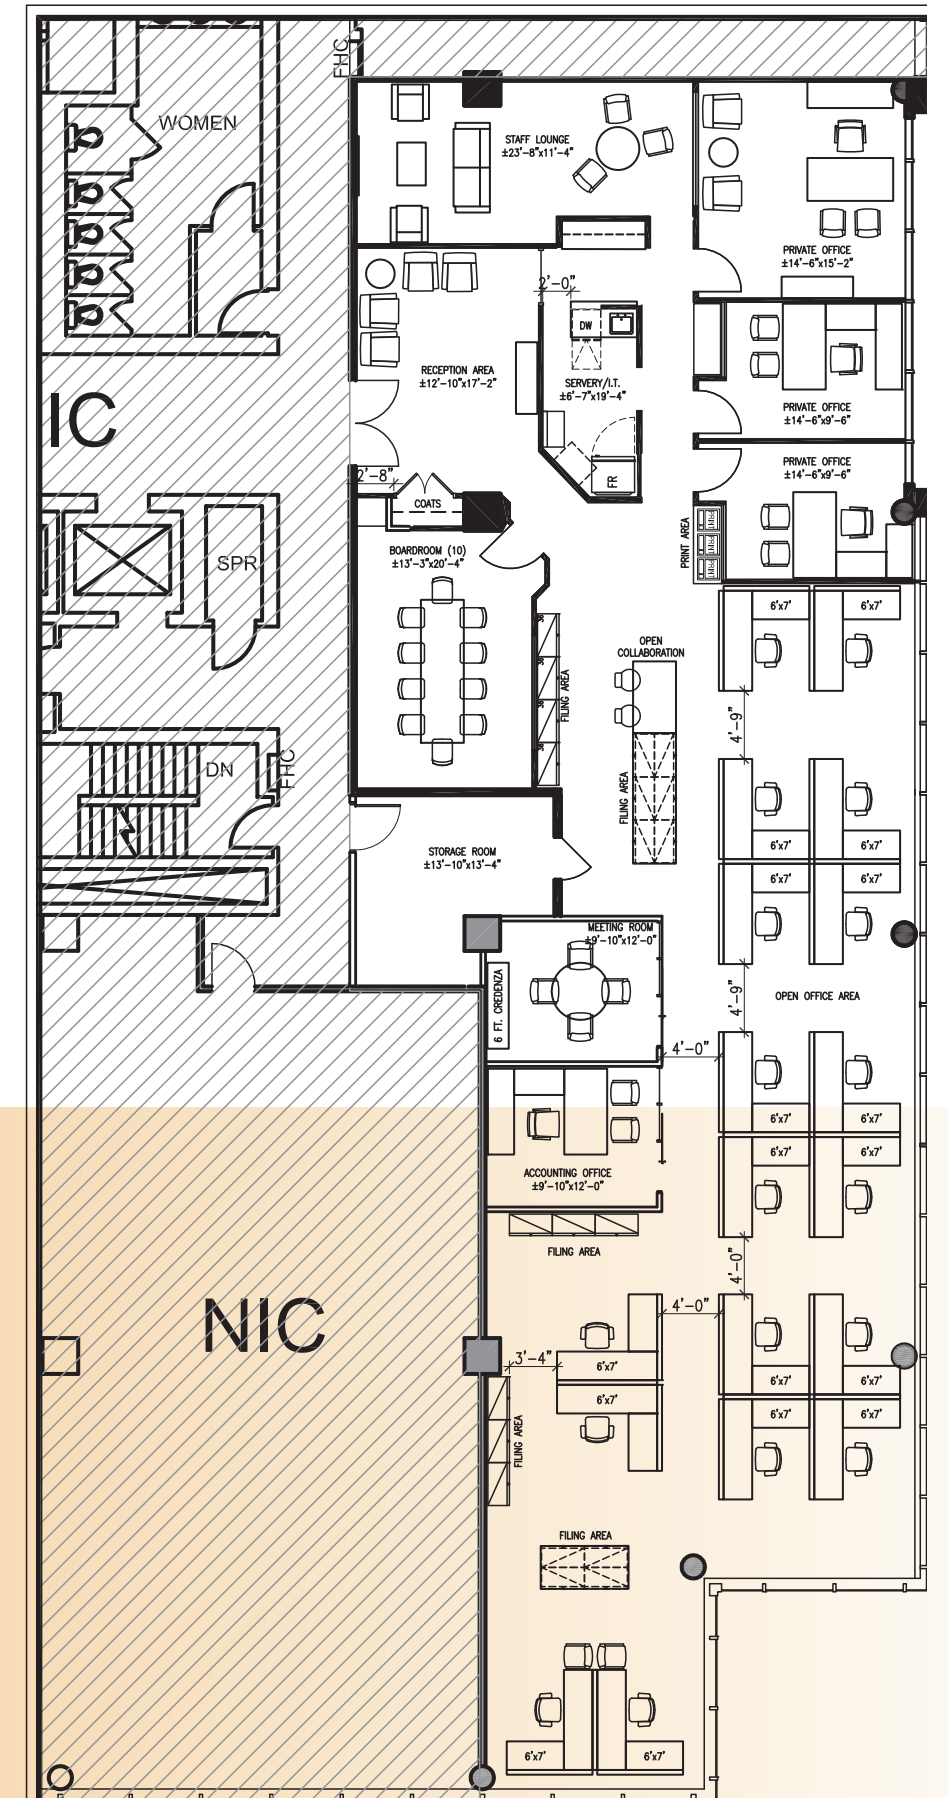 FHC
WOMEN
STAFF LOUNGE
±23'-8"x11'-4"
PRIVATE OFFICE
±14'-6"x15'-2"
2'-0"
DW
RECEPTION AREA
±12'-10"x17'-2"
SERVERY/I.T.
±6'-7"x19'-4"
PRIVATE OFFICE
±14'-6"x9'-6"
IC
PRIVATE OFFICE
±14'-6"x9'-6"
2'-8"
FR
COATS
PRINT AREA
PRINT
PRINT
PRINT
SPR
BOARDROOM (10)
±13'-3"x20'-4"
6'x7'
6'x7'
36
36
36
36
FILING AREA
OPEN
COLLABORATION
4'-9"
FILING AREA
DN
FHC
6'x7'
6'x7'
STORAGE ROOM
±13'-10"x13'-4"
6'x7'
6'x7'
MEETING ROOM
±9'-10"x12'-0"
6 FT. CREDENZA
4'-9"
OPEN OFFICE AREA
4'-0"
6'x7'
6'x7'
6'x7'
6'x7'
ACCOUNTING OFFICE
±9'-10"x12'-0"
FILING AREA
4'-0"
NIC
4'-0"
3'-4"
6'x7'
6'x7'
6'x7'
6'x7'
6'x7'
6'x7'
FILING AREA
FILING AREA
6'x7'
6'x7'